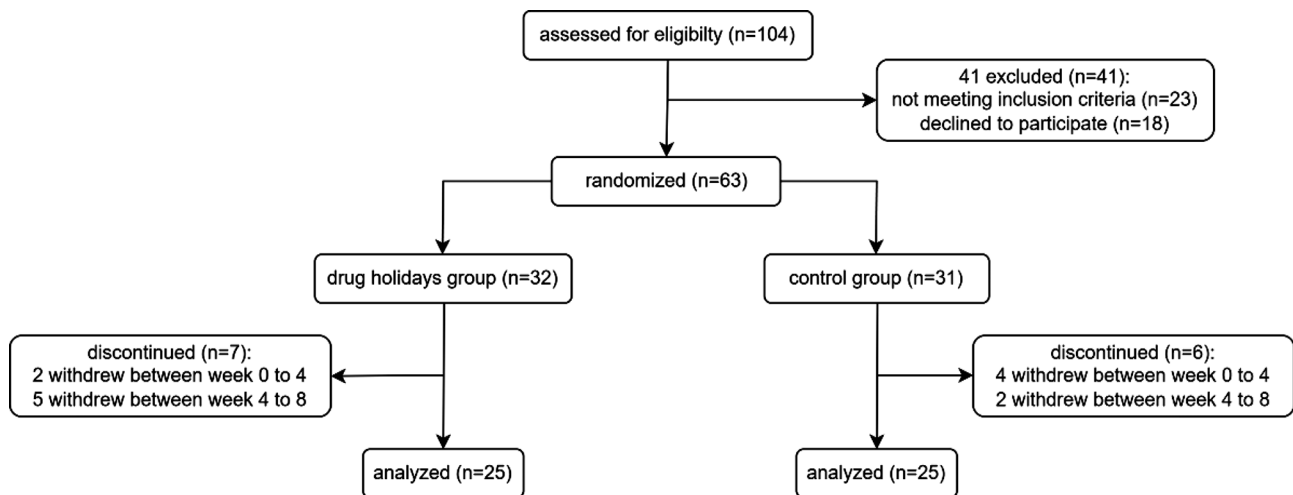 assessed for eligibilty (n=104)
41 excluded (n=41):
not meeting inclusion criteria (n=23)
declined to participate (n=18)
randomized (n=63)
drug holidays group (n=32)
control group (n=31)
discontinued (n=7):
2 withdrew between week 0 to 4
5 withdrew between week 4 to 8
discontinued (n=6):
4 withdrew between week 0 to 4
2 withdrew between week 4 to 8
analyzed (n=25)
analyzed (n=25)